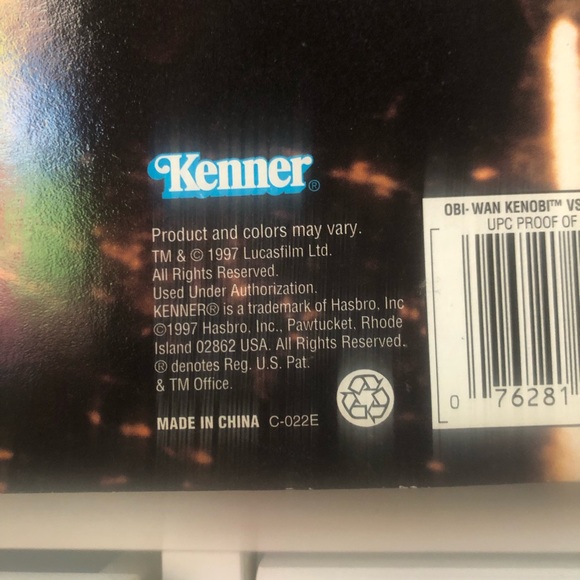 Kenner®
Product and colors may vary.
TM & © 1997 Lucasfilm Ltd.
All Rights Reserved.
Used Under Authorization.
KENNER® is a trademark of Hasbro, Inc
©1997 Hasbro, Inc., Pawtucket, Rhode
Island 02862 USA. All Rights Reserved.
® denotes Reg. U.S. Pat.
& TM Office.
MADE IN CHINA C-022E
OBI-WAN KENOBI™ VS
UPC PROOF OF
0 76281